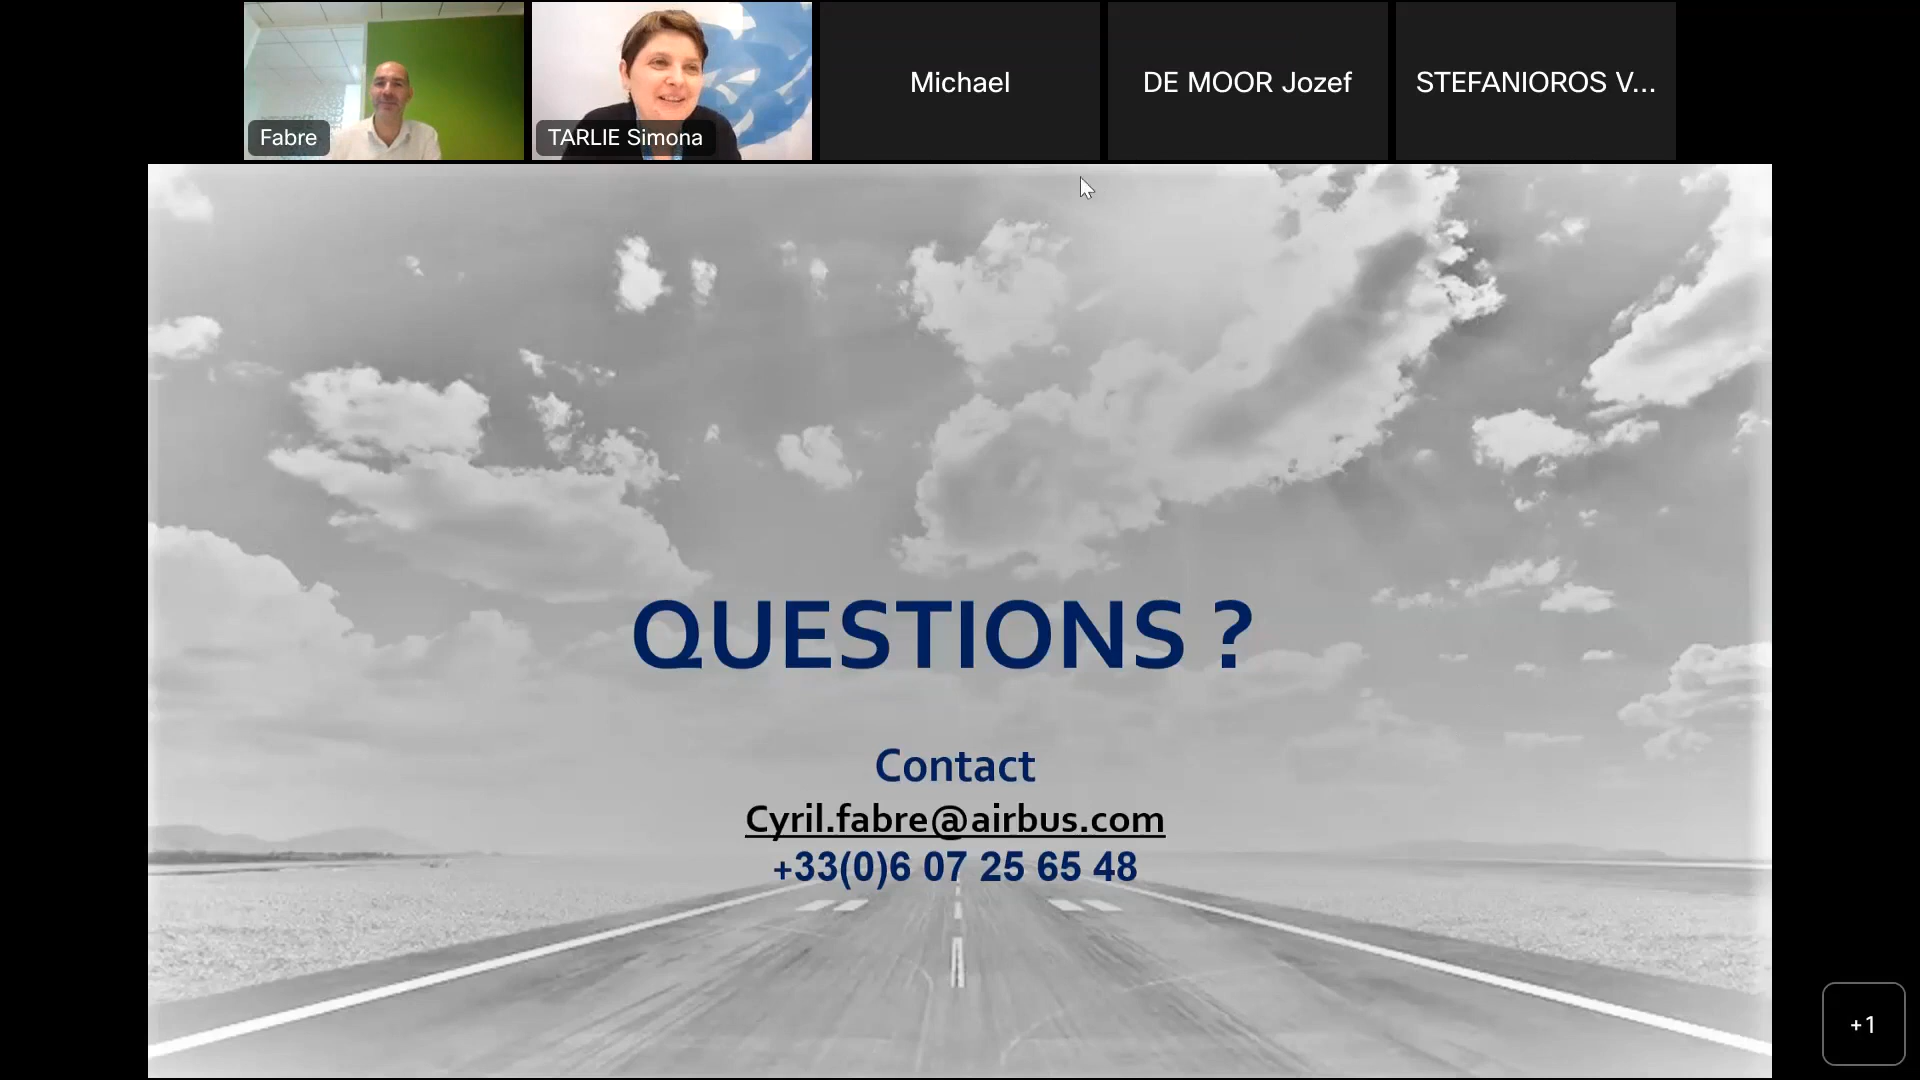 Fabre
TARLIE Simona
Michael
DE MOOR Jozef
STEFANIOROS V...
QUESTIONS ?
Contact
Cyril.fabre@airbus.com
+33(0)6 07 25 65 48
+1